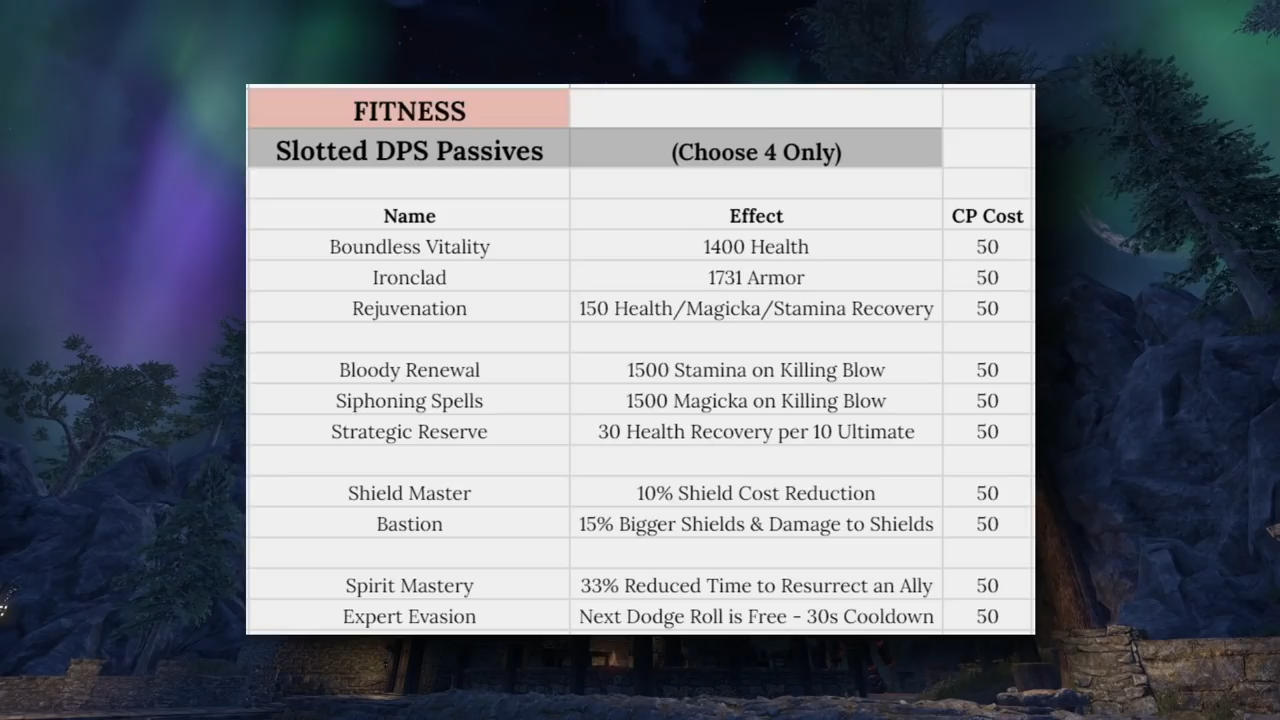 FITNESS
Slotted DPS Passives (Choose 4 Only)
Name Effect CP Cost
Boundless Vitality 1400 Health 50
Ironclad 1731 Armor 50
Rejuvenation 150 Health/Magicka/Stamina Recovery 50
Bloody Renewal 1500 Stamina on Killing Blow 50
Siphoning Spells 1500 Magicka on Killing Blow 50
Strategic Reserve 30 Health Recovery per 10 Ultimate 50
Shield Master 10% Shield Cost Reduction 50
Bastion 15% Bigger Shields & Damage to Shields 50
Spirit Mastery 33% Reduced Time to Resurrect an Ally 50
Expert Evasion Next Dodge Roll is Free - 30s Cooldown 50